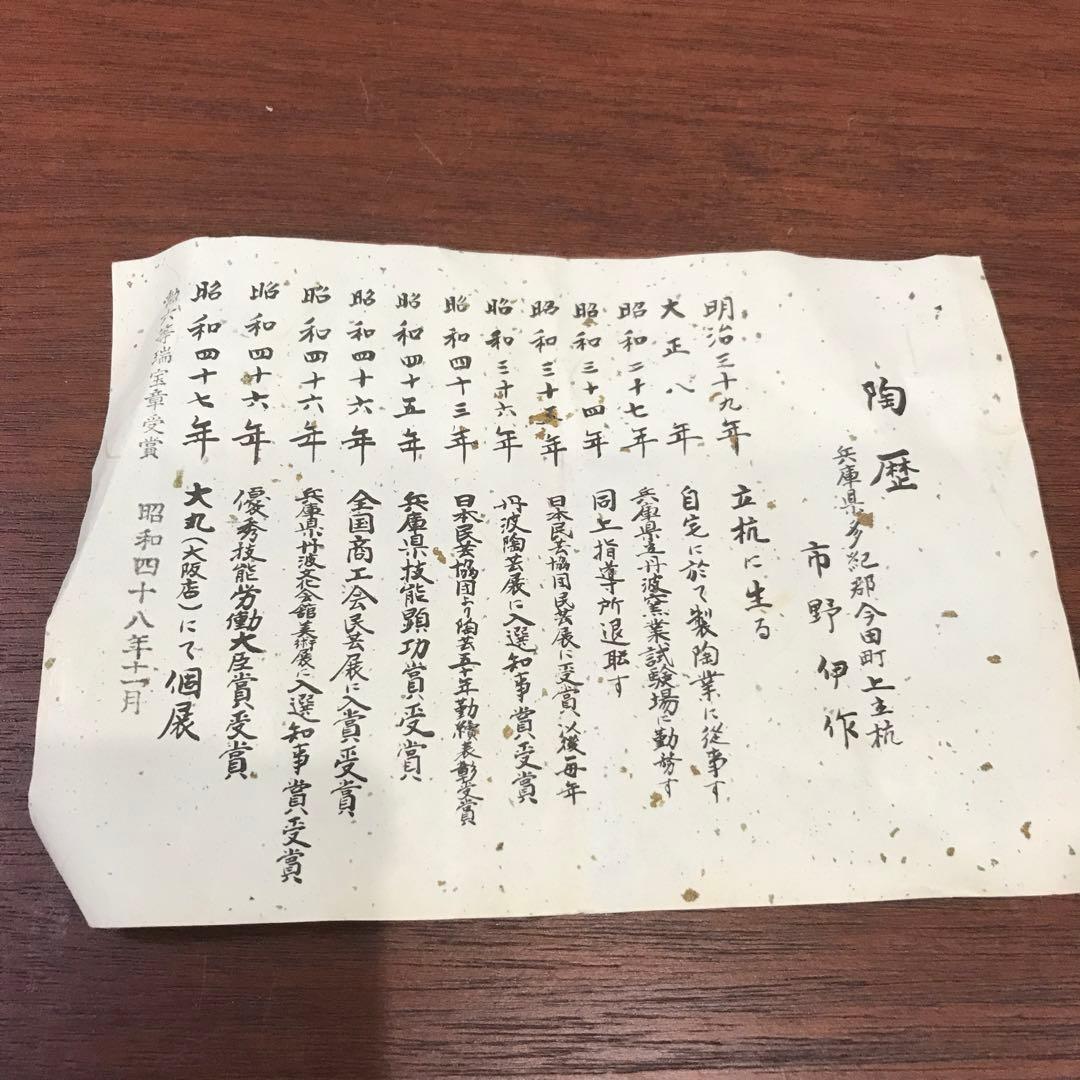 陶歴
兵庫県多紀郡今田町上立杭
市野伊作
明治三十九年 立杭に生る
大正八年 自宅に於て製陶業に従事す
昭和二十七年 兵庫県立丹波窯業試験場に勤務す
昭和三十四年 同上指導所退職す
昭和三十五年 日本民芸協団民芸展に受賞以後毎年
昭和三十六年 丹波陶芸展に入選知事賞受賞
昭和四十三年 日本民芸協団より陶芸五十年勤績表彰受賞
昭和四十五年 兵庫県技能顕功賞受賞
昭和四十六年 全国商工会民芸展に入賞受賞
昭和四十六年 兵庫県丹波文化会館美術展に入選知事賞受賞
昭和四十六年 優秀技能労働大臣賞受賞
昭和四十七年 大丸(大阪店)にて個展
勲六等瑞宝章受賞 昭和四十八年十一月